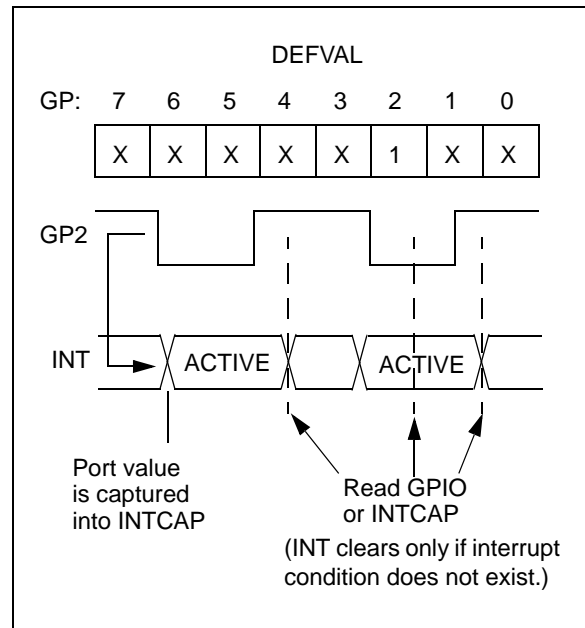 DEFVAL
GP: 7 6 5 4 3 2 1 0
X X X X X 1 X X
GP2
INT ACTIVE ACTIVE
Port value
is captured
into INTCAP
Read GPIO
or INTCAP
(INT clears only if interrupt
condition does not exist.)